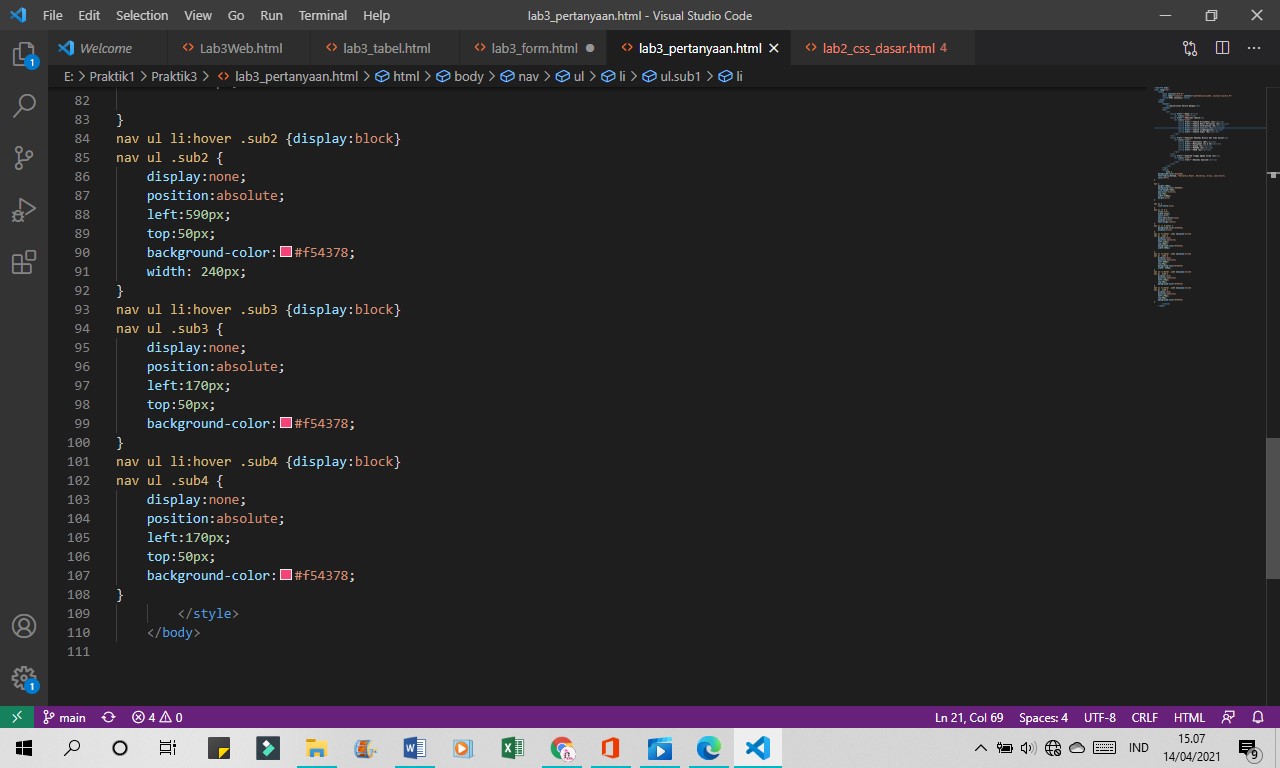 File Edit Selection View Go Run Terminal Help lab3_pertanyaan.html - Visual Studio Code
Welcome Lab3Web.html lab3_tabel.html lab3_form.html lab3_pertanyaan.html lab2_css_dasar.html 4
E: > Praktik1 > Praktik3 > lab3_pertanyaan.html > html > body > nav > ul > li > ul.sub1 > li
82
83 }
84 nav ul li:hover .sub2 {display:block}
85 nav ul .sub2 {
86 display:none;
87 position:absolute;
88 left:590px;
89 top:50px;
90 background-color:#f54378;
91 width: 240px;
92 }
93 nav ul li:hover .sub3 {display:block}
94 nav ul .sub3 {
95 display:none;
96 position:absolute;
97 left:170px;
98 top:50px;
99 background-color:#f54378;
100 }
101 nav ul li:hover .sub4 {display:block}
102 nav ul .sub4 {
103 display:none;
104 position:absolute;
105 left:170px;
106 top:50px;
107 background-color:#f54378;
108 }
109 </style>
110 </body>
111
1
1
main 4 0 Ln 21, Col 69 Spaces: 4 UTF-8 CRLF HTML
IND 15.07
14/04/2021 9